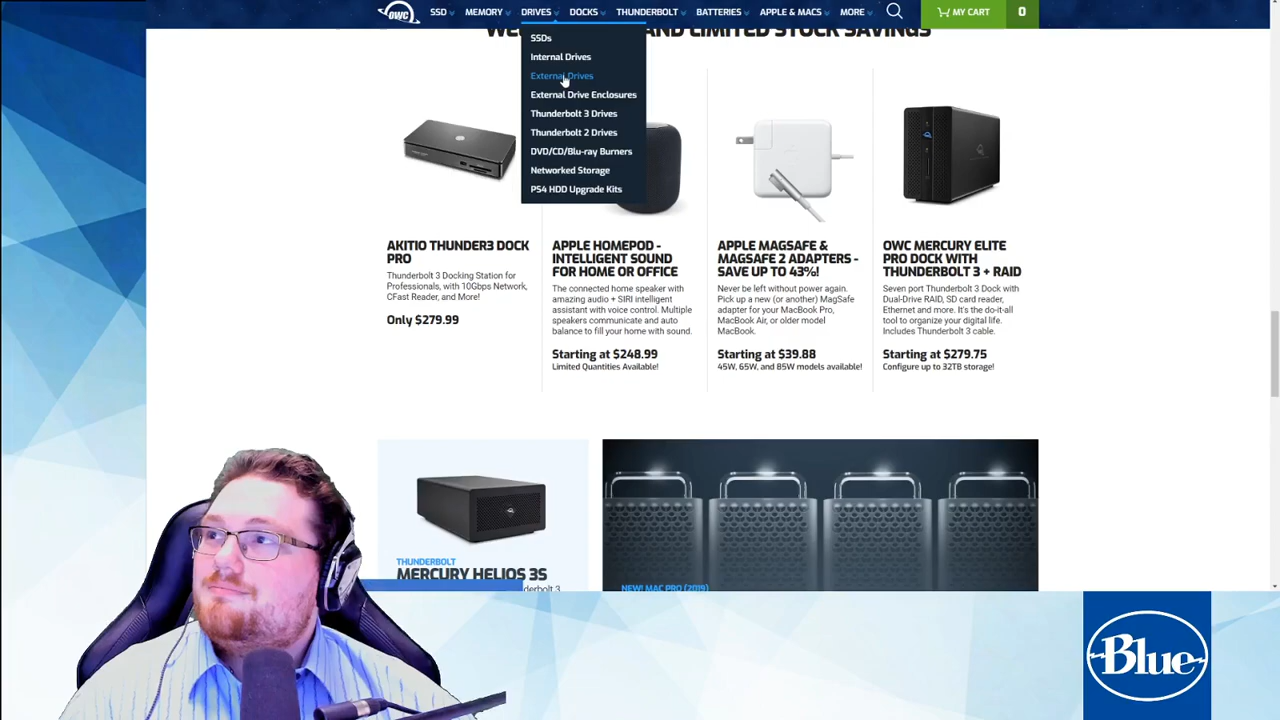 OWC SSD MEMORY DRIVES DOCKS THUNDERBOLT BATTERIES APPLE & MACS MORE MY CART 0
AND LIMITED STOCK SAVINGS
SSDs
Internal Drives
External Drives
External Drive Enclosures
Thunderbolt 3 Drives
Thunderbolt 2 Drives
DVD/CD/Blu-ray Burners
Networked Storage
PS4 HDD Upgrade Kits
AKITIO THUNDER3 DOCK
PRO
Thunderbolt 3 Docking Station for
Professionals, with 10Gbps Network,
CFast Reader, and More!
Only $279.99
APPLE HOMEPOD -
INTELLIGENT SOUND
FOR HOME OR OFFICE
The connected home speaker with
amazing audio + SIRI intelligent
assistant with voice control. Multiple
speakers communicate and auto
balance to fill your home with sound.
Starting at $248.99
Limited Quantities Available!
APPLE MAGSAFE &
MAGSAFE 2 ADAPTERS -
SAVE UP TO 43%!
Never be left without power again.
Pick up a new (or another) MagSafe
adapter for your MacBook Pro,
MacBook Air, or older model
MacBook.
Starting at $39.88
45W, 65W, and 85W models available!
OWC MERCURY ELITE
PRO DOCK WITH
THUNDERBOLT 3 + RAID
Seven port Thunderbolt 3 Dock with
Dual-Drive RAID, SD card reader,
Ethernet and more. It's the do-it-all
tool to organize your digital life.
Includes Thunderbolt 3 cable.
Starting at $279.75
Configure up to 32TB storage!
THUNDERBOLT
MERCURY HELIOS 3S
NEW! MAC PRO (2019)
Blue